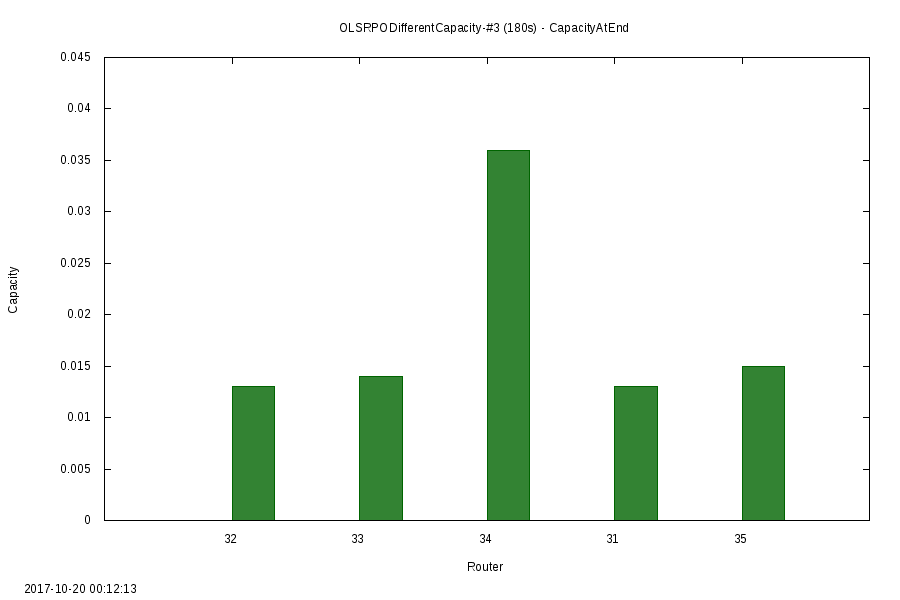 OLSRPODifferentCapacity-#3 (180s) - CapacityAtEnd
0.045
0.04
0.035
0.03
0.025
0.02
0.015
0.01
0.005
0
Capacity
32 33 34 31 35
Router
2017-10-20 00:12:13